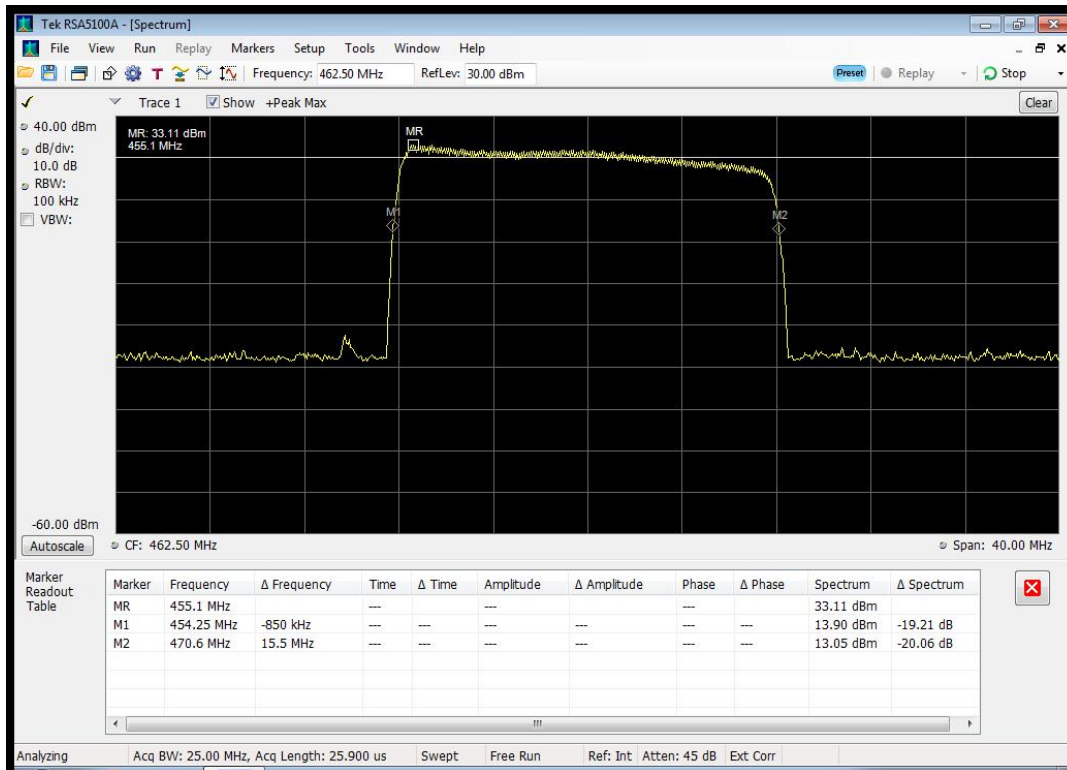 Tek RSA5100A - [Spectrum]
File View Run Replay Markers Setup Tools Window Help
Frequency: 462.50 MHz RefLev: 30.00 dBm Preset Replay Stop
Trace 1 Show +Peak Max Clear
40.00 dBm
dB/div:
10.0 dB
RBW:
100 kHz
VBW:
MR: 33.11 dBm
455.1 MHz
MR
M1
M2
-60.00 dBm
Autoscale CF: 462.50 MHz Span: 40.00 MHz
Marker
Readout
Table
Marker Frequency Δ Frequency Time Δ Time Amplitude Δ Amplitude Phase Δ Phase Spectrum Δ Spectrum
MR 455.1 MHz --- --- --- 33.11 dBm
M1 454.25 MHz -850 kHz --- --- --- --- --- --- 13.90 dBm -19.21 dB
M2 470.6 MHz 15.5 MHz --- --- --- --- --- --- 13.05 dBm -20.06 dB
Analyzing Acq BW: 25.00 MHz, Acq Length: 25.900 us Swept Free Run Ref: Int Atten: 45 dB Ext Corr